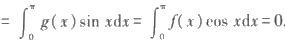 = ∫₀^π g(x) sin xdx = ∫₀^π f(x) cos xdx = 0.